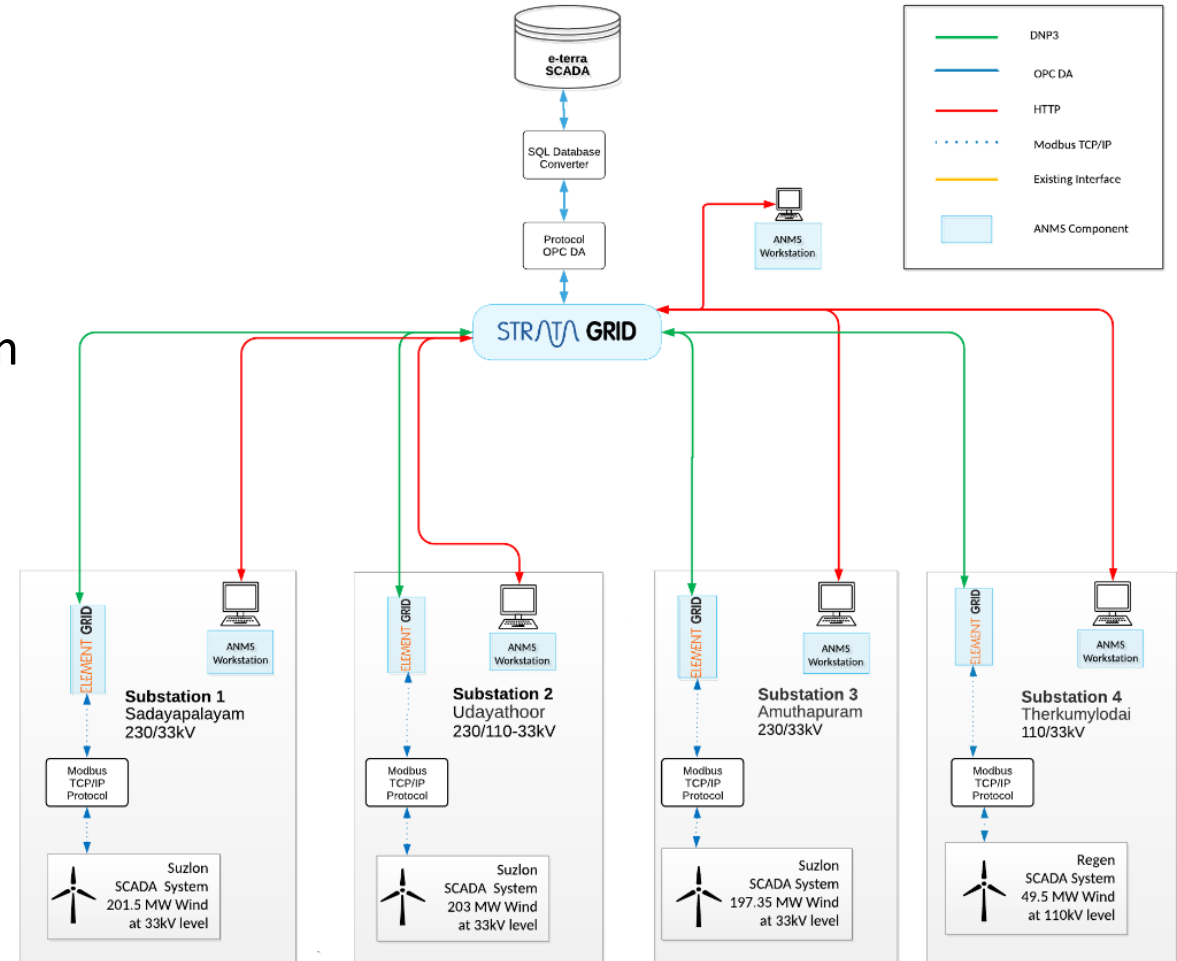 e-terra
SCADA
SQL Database
Converter
Protocol
OPC DA
STRATA GRID
DNP3
OPC DA
HTTP
Modbus TCP/IP
Existing Interface
ANMS Component
ANMS
Workstation
n
ELEMENT GRID
ANMS
Workstation
Substation 1
Sadayapalayam
230/33kV
Modbus
TCP/IP
Protocol
Suzlon
SCADA System
201.5 MW Wind
at 33kV level
ELEMENT GRID
ANMS
Workstation
Substation 2
Udayathoor
230/110-33kV
Modbus
TCP/IP
Protocol
Suzlon
SCADA System
203 MW Wind
at 33kV level
ELEMENT GRID
ANMS
Workstation
Substation 3
Amuthapuram
230/33kV
Modbus
TCP/IP
Protocol
Suzlon
SCADA System
197.35 MW Wind
at 33kV level
ELEMENT GRID
ANMS
Workstation
Substation 4
Therkumylodai
110/33kV
Modbus
TCP/IP
Protocol
Regen
SCADA System
49.5 MW Wind
at 110kV level